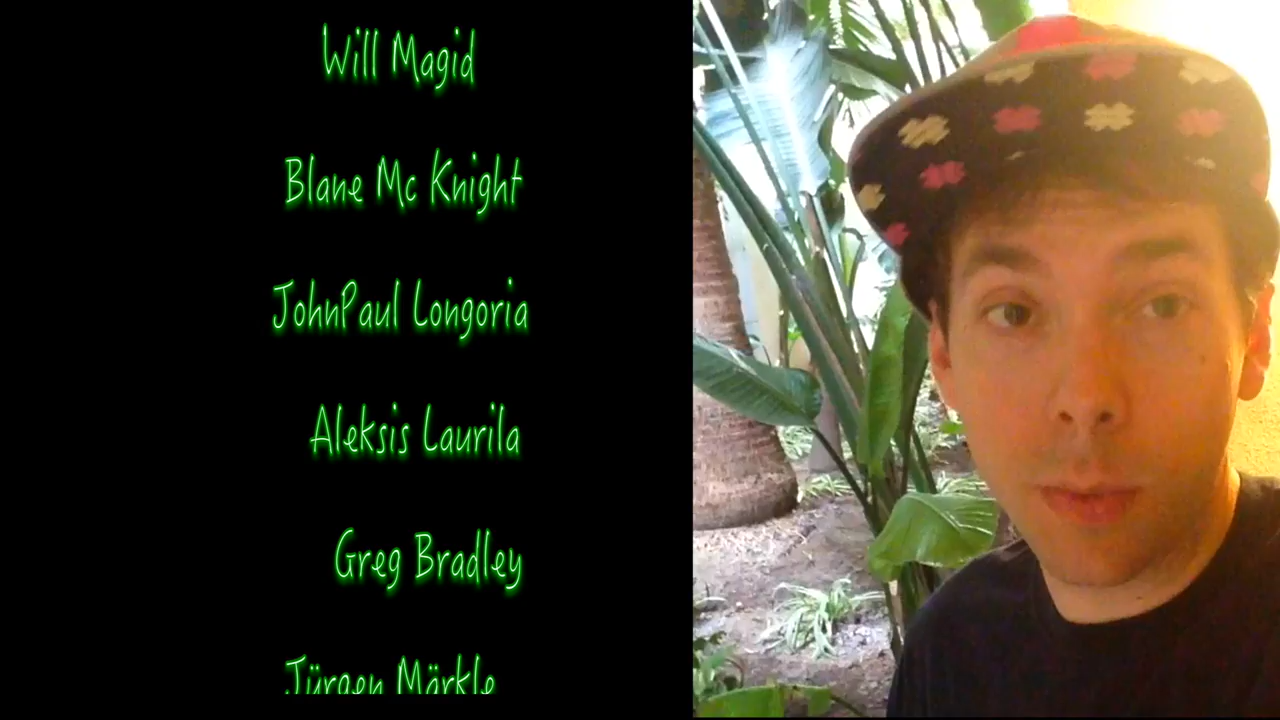 Will Magid
Blane Mc Knight
JohnPaul Longoria
Aleksis Laurila
Greg Bradley
Jürgen Märkle